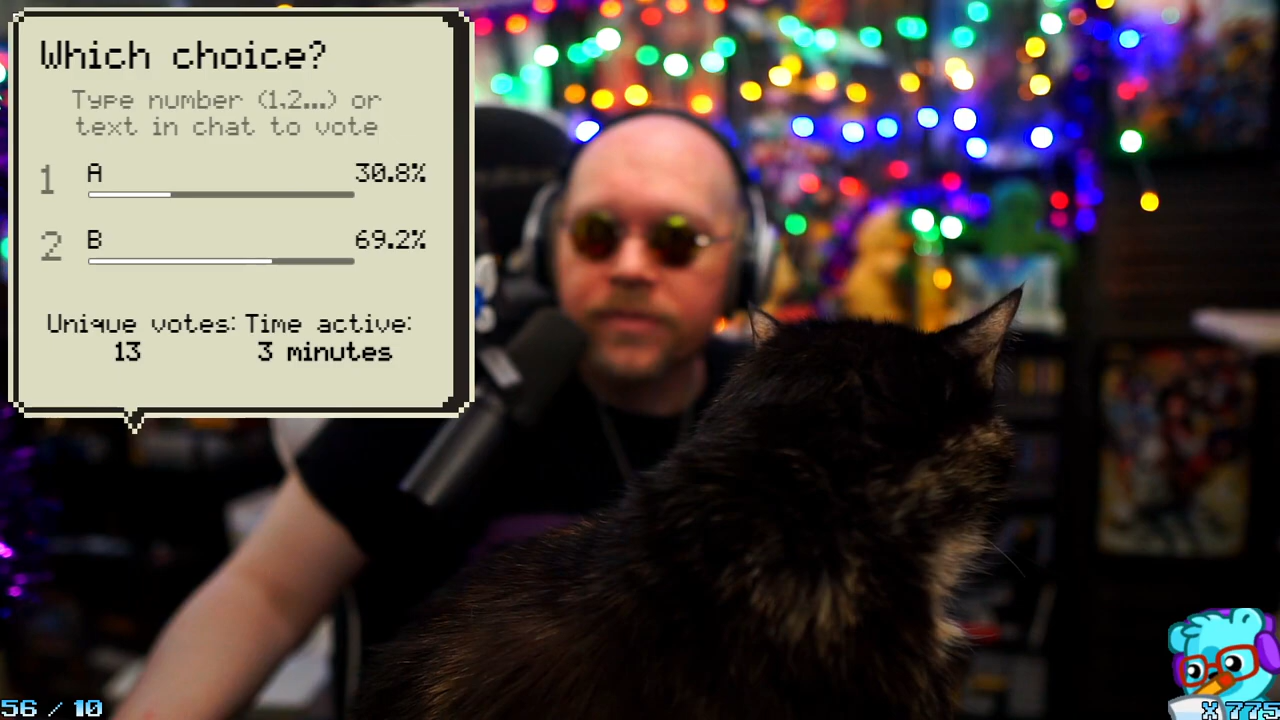 Which choice?
Type number (1,2...) or
text in chat to vote
1 A 30.8%
2 B 69.2%
Unique votes: Time active:
13 3 minutes
56 / 10
X 775